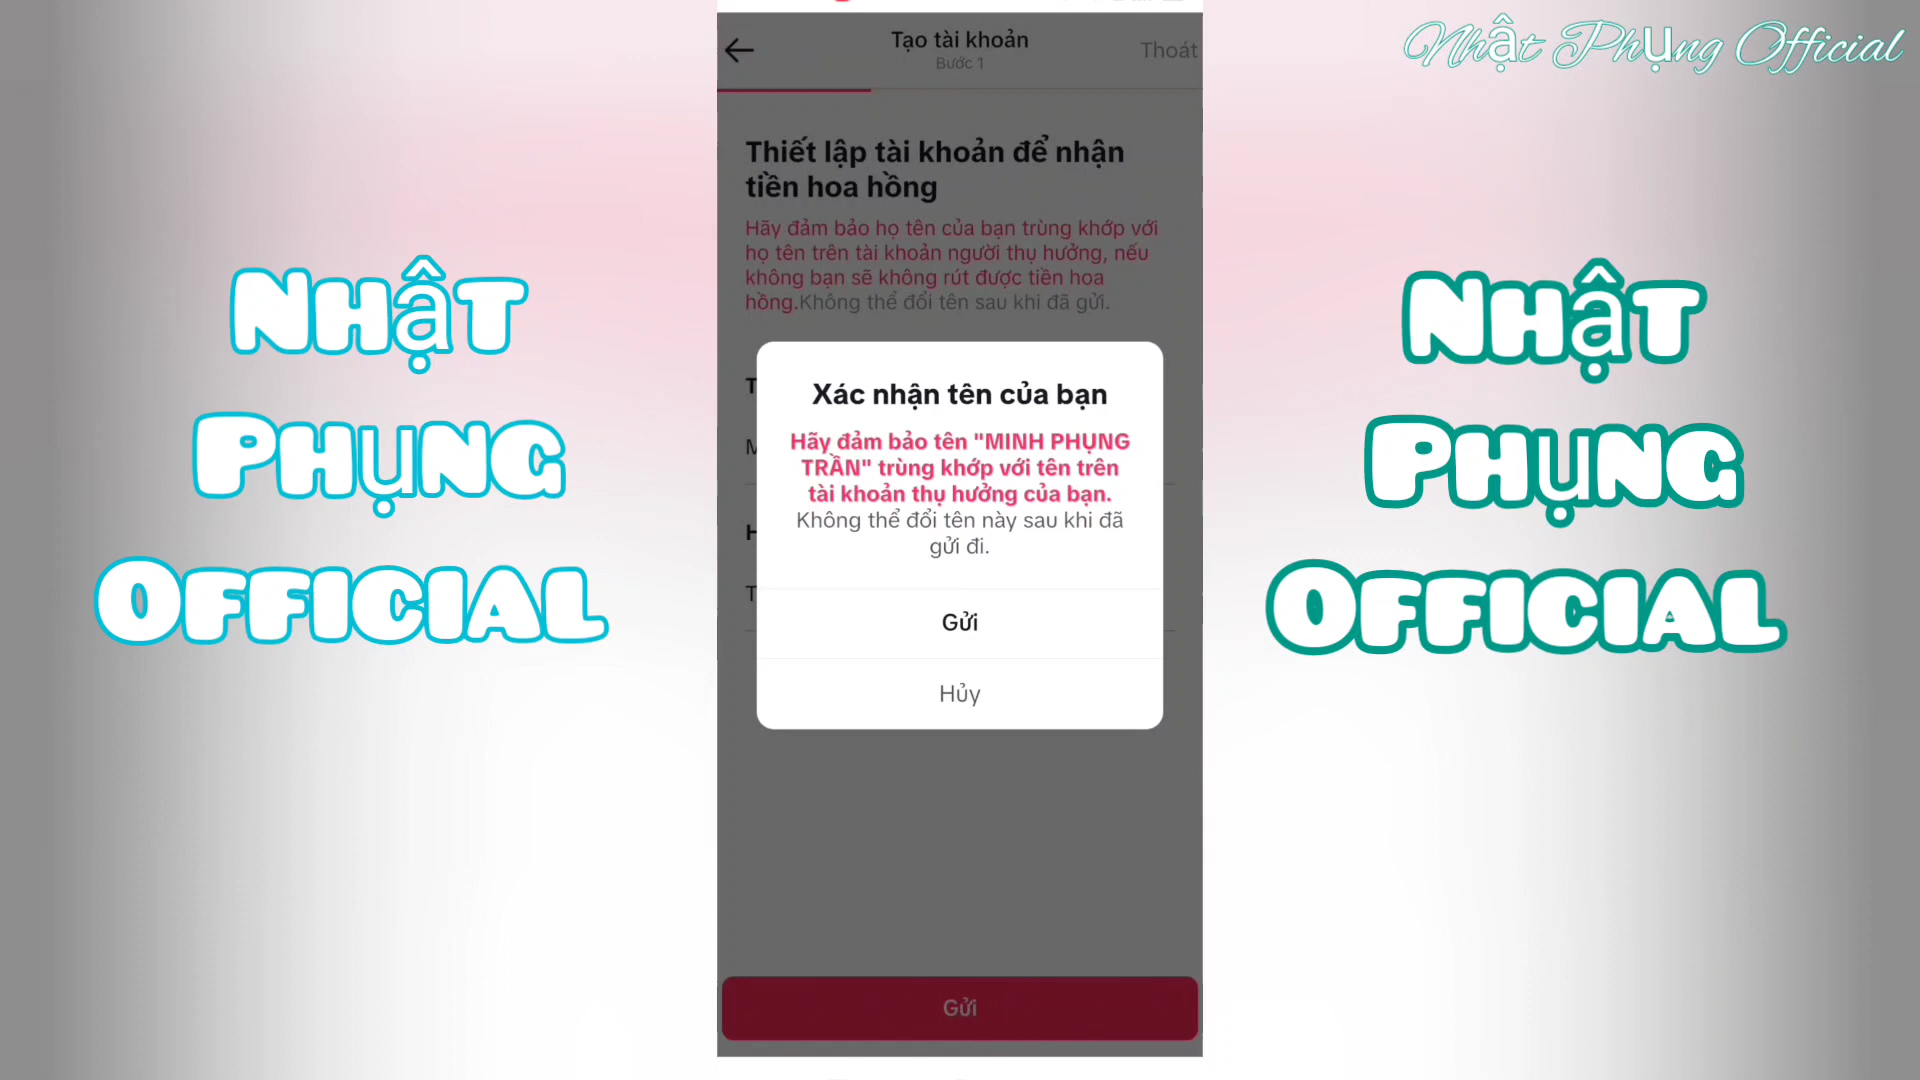 Nhật Phụng Official
Tạo tài khoản
Bước 1
Thoát
Thiết lập tài khoản để nhận
tiền hoa hồng
Hãy đảm bảo họ tên của bạn trùng khớp với
họ tên trên tài khoản người thụ hưởng, nếu
không bạn sẽ không rút được tiền hoa
hồng.Không thể đổi tên sau khi đã gửi.
Xác nhận tên của bạn
Hãy đảm bảo tên "MINH PHỤNG
TRẦN" trùng khớp với tên trên
tài khoản thụ hưởng của bạn.
Không thể đổi tên này sau khi đã
gửi đi.
Gửi
Hủy
Gửi
Nhật
Phụng
Official
Nhật
Phụng
Official